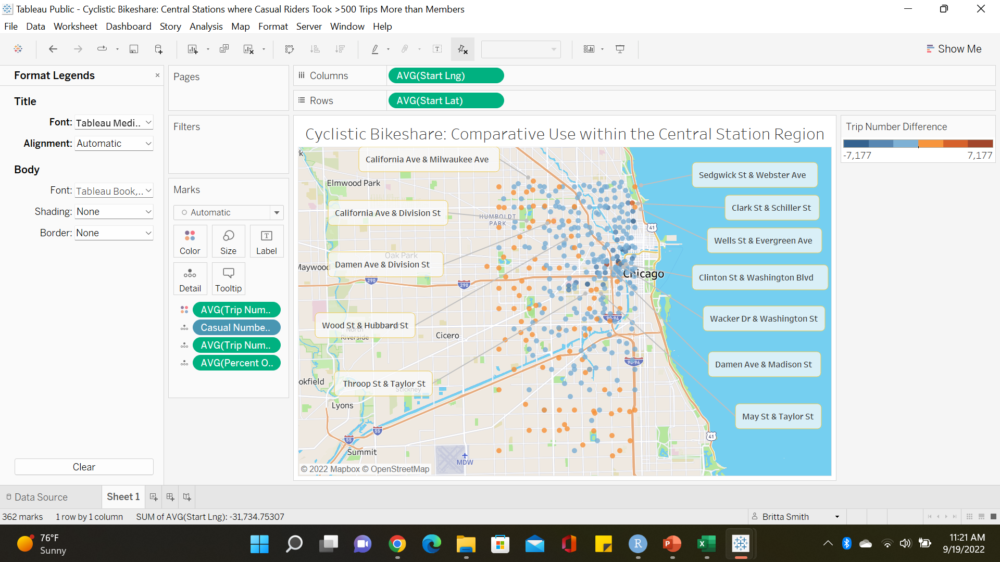 Tableau Public - Cyclistic Bikeshare: Central Stations where Casual Riders Took >500 Trips More than Members
File Data Worksheet Dashboard Story Analysis Map Format Server Window Help
Show Me
Format Legends
Title
Font: Tableau Medi..
Alignment: Automatic
Body
Font: Tableau Book,...
Shading: None
Border: None
Clear
Pages
Filters
Marks
Automatic
Color
Size
Label
Detail
Tooltip
AVG(Trip Num..
Casual Numbe..
AVG(Trip Num..
AVG(Percent O..
Columns
AVG(Start Lng)
Rows
AVG(Start Lat)
Cyclistic Bikeshare: Comparative Use within the Central Station Region
k
California Ave & Milwaukee Ave
Elmwood Park
California Ave & Division St
HUMBOLDT
PARK
Oak Park
Damen Ave & Division St
Maywood
290
290
Wood St & Hubbard St
North
Riverside
Cicero
okfield
Throop St & Taylor St
Stickney
Lyons
55
55
Summit
MDW
Sedgwick St & Webster Ave
Clark St & Schiller St
41
Wells St & Evergreen Ave
Chicago
Clinton St & Washington Blvd
90-94
Wacker Dr & Washington St
90-94
Damen Ave & Madison St
May St & Taylor St
41
© 2022 Mapbox © OpenStreetMap
Trip Number Difference
-7,177
7,177
Data Source
Sheet 1
362 marks
1 row by 1 column
SUM of AVG(Start Lng): -31,734.75307
Britta Smith
76°F
Sunny
11:21 AM
9/19/2022